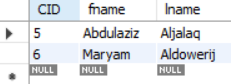 CID fname lname
5 Abdulaziz Aljalaq
6 Maryam Aldowerij
NULL NULL NULL